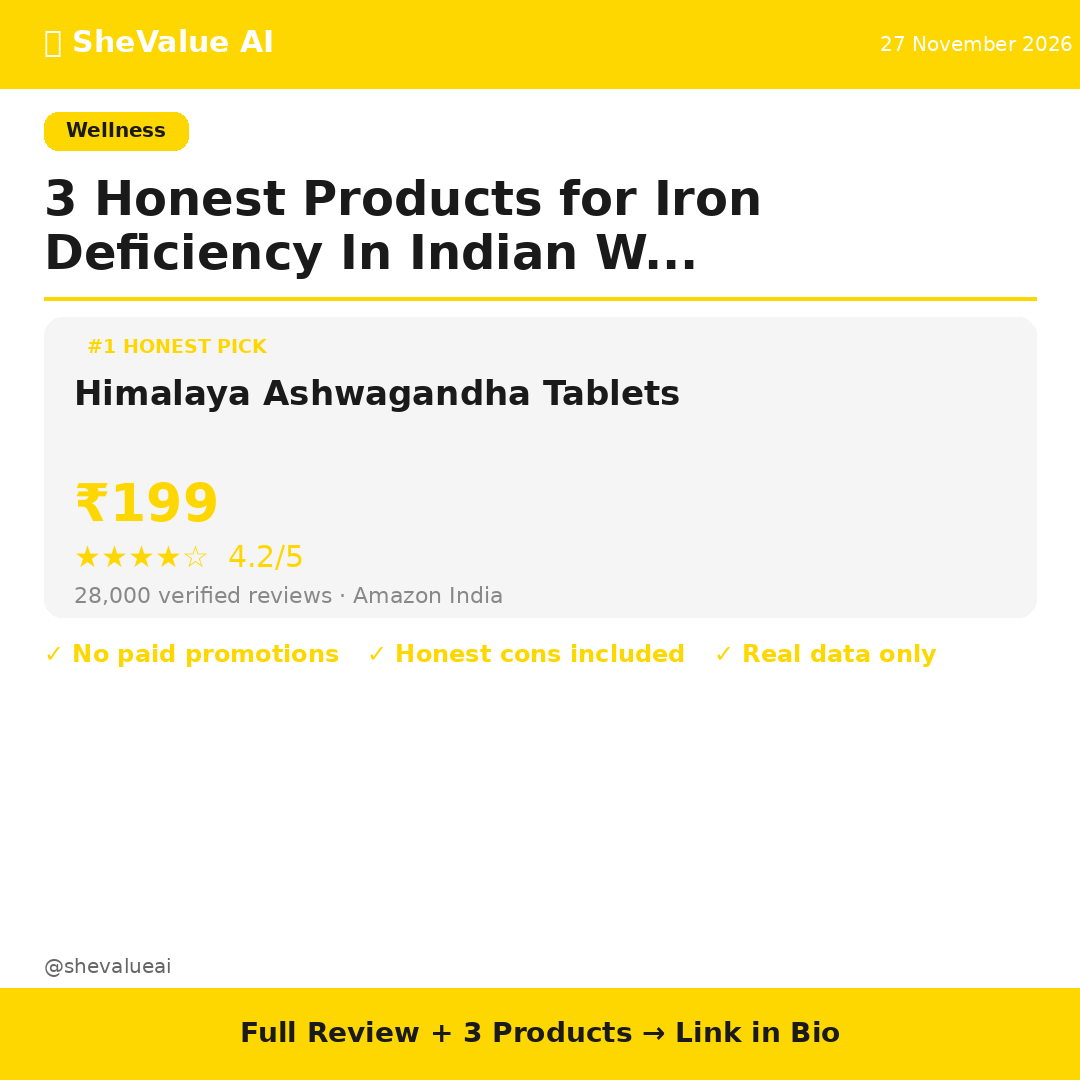 SheValue AI
27 November 2026
Wellness
3 Honest Products for Iron
Deficiency In Indian W...
#1 HONEST PICK
Himalaya Ashwagandha Tablets
₹199
★★★★☆ 4.2/5
28,000 verified reviews · Amazon India
✓ No paid promotions ✓ Honest cons included ✓ Real data only
@shevalueai
Full Review + 3 Products → Link in Bio